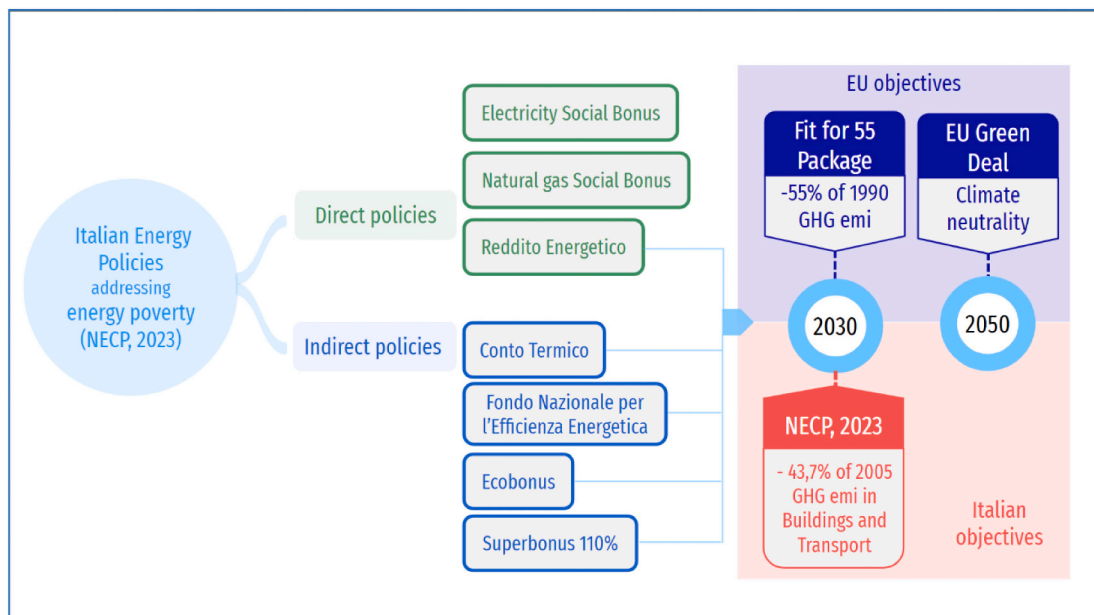 Italian Energy
Policies
addressing
energy poverty
(NECP, 2023)
Direct policies
Indirect policies
Electricity Social Bonus
Natural gas Social Bonus
Reddito Energetico
Conto Termico
Fondo Nazionale per
l'Efficienza Energetica
Ecobonus
Superbonus 110%
EU objectives
Fit for 55
Package
-55% of 1990
GHG emi
EU Green
Deal
Climate
neutrality
2030
2050
NECP, 2023
- 43,7% of 2005
GHG emi in
Buildings and
Transport
Italian
objectives